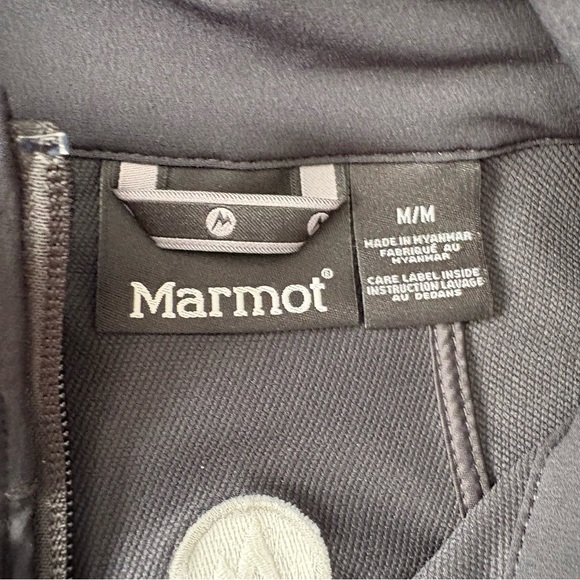 Marmot®
M/M
MADE IN MYANMAR
FABRIQUÉ AU
MYANMAR
CARE LABEL INSIDE
INSTRUCTION LAVAGE
AU DEDANS